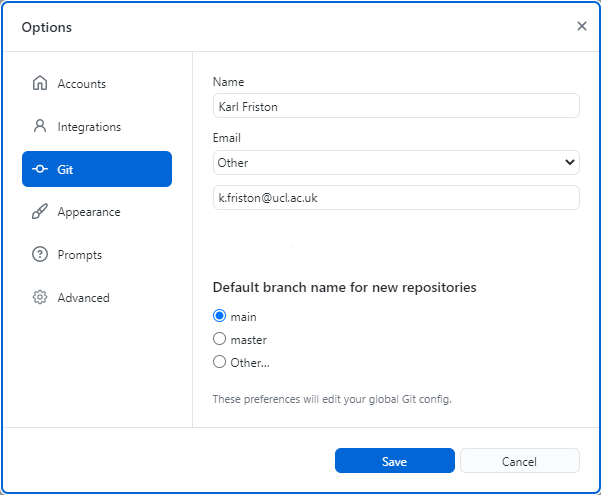 Options
Accounts
Integrations
Git
Appearance
Prompts
Advanced
Name
Karl Friston
Email
Other
k.friston@ucl.ac.uk
Default branch name for new repositories
main
master
Other...
These preferences will edit your global Git config.
Save
Cancel